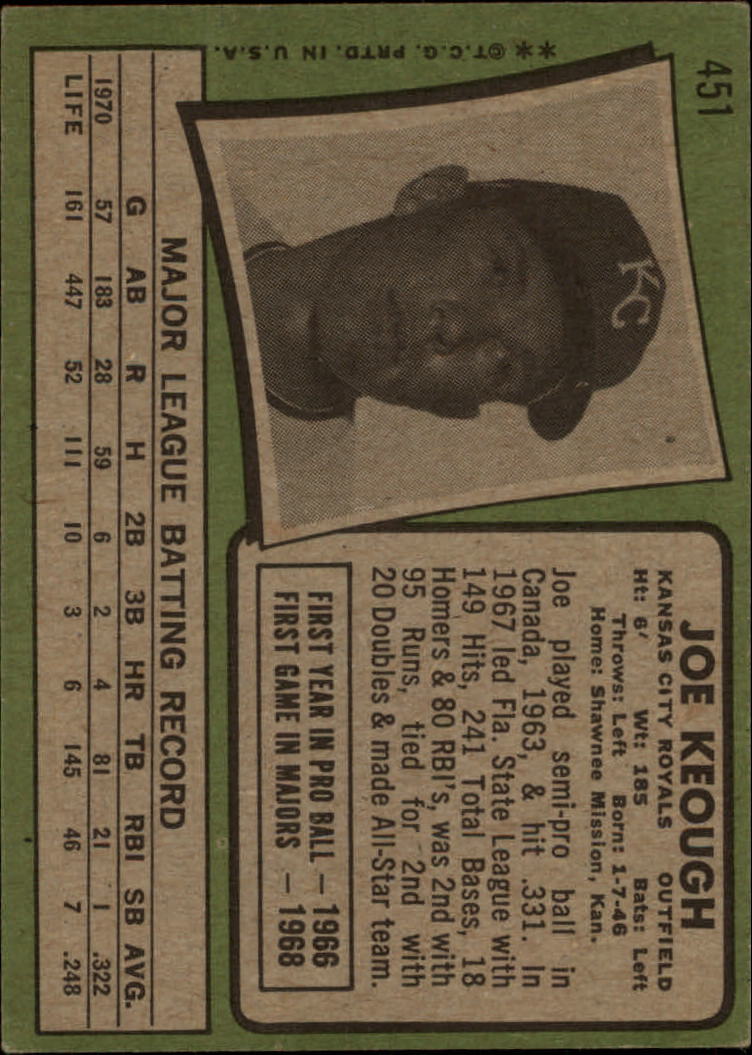 451
KC
JOE KEOUGH
KANSAS CITY ROYALS OUTFIELD
Ht: 6' Wt: 185 Bats: Left
Throws: Left Born: 1-7-46
Home: Shawnee Mission, Kan.
Joe played semi-pro ball in
Canada, 1963, & hit .331. In
1967 led Fla. State League with
149 Hits, 241 Total Bases, 18
Homers & 80 RBI's, was 2nd with
95 Runs, tied for 2nd with
20 Doubles & made All-Star team.
FIRST YEAR IN PRO BALL — 1966
FIRST GAME IN MAJORS — 1968
MAJOR LEAGUE BATTING RECORD
G AB R H 2B 3B HR TB RBI SB AVG.
1970 57 183 28 59 6 2 4 81 21 1 .322
LIFE 161 447 52 111 10 3 6 145 46 7 .248
**©T.C.G. PRTD. IN U.S.A.